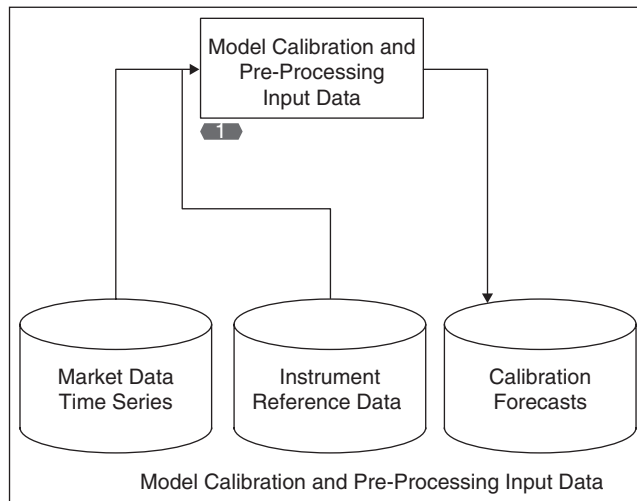 Model Calibration and
Pre-Processing
Input Data
1
Market Data
Time Series
Instrument
Reference Data
Calibration
Forecasts
Model Calibration and Pre-Processing Input Data